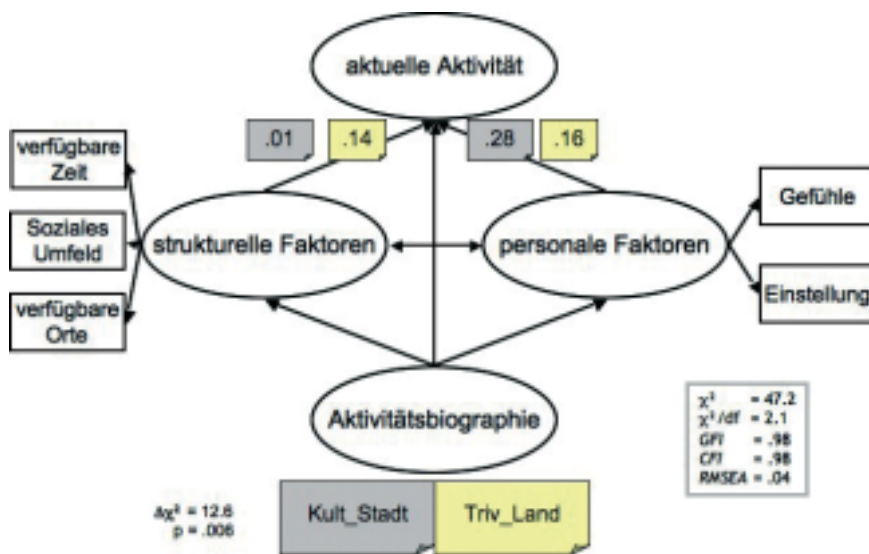 aktuelle Aktivität
.01
.14
.28
.16
verfügbare
Zeit
Soziales
Umfeld
verfügbare
Orte
strukturelle Faktoren
personale Faktoren
Gefühle
Einstellung
Aktivitätsbiographie
χ² = 47.2
χ²/df = 2.1
GFI = .98
CFI = .98
RMSEA = .04
Δχ² = 12.6
p = .006
Kult_Stadt
Triv_Land